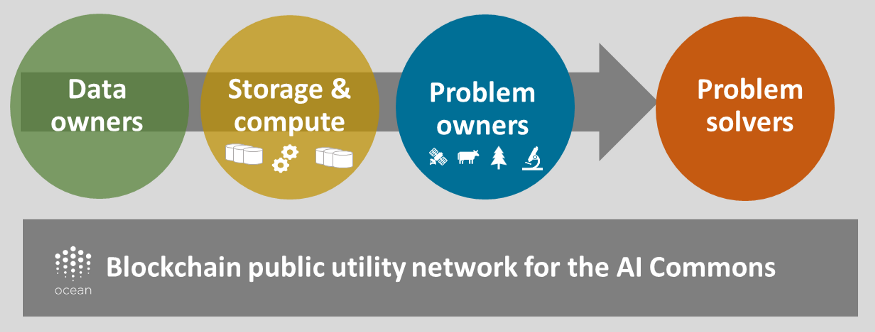 Data
owners
Storage &
compute
Problem
owners
Problem
solvers
Blockchain public utility network for the AI Commons
ocean